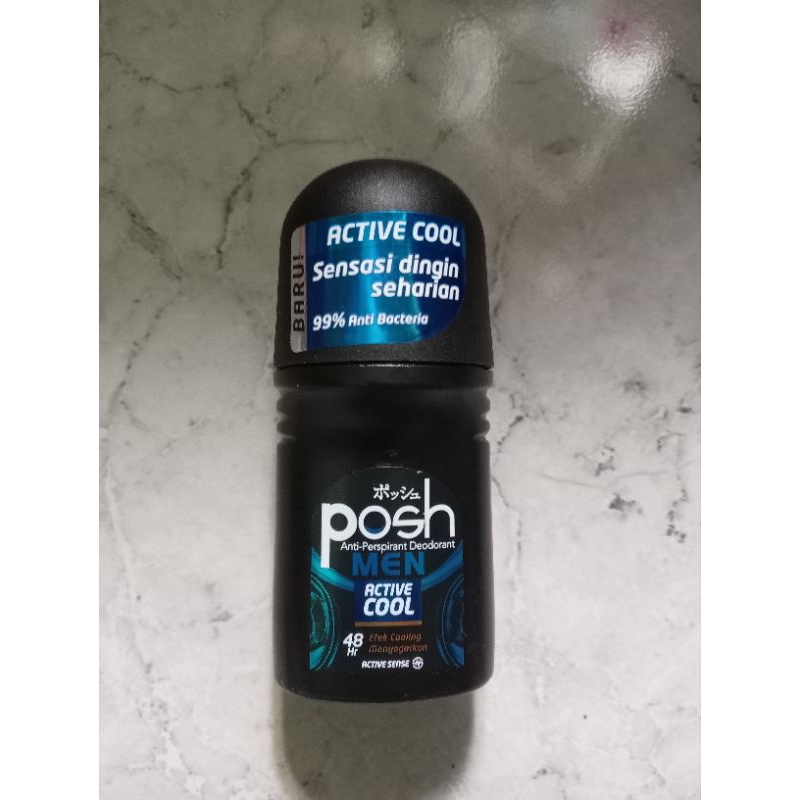 BARU!
ACTIVE COOL
Sensasi dingin
seharian
99% Anti Bacteria
ポッシュ
posh
Anti-Perspirant Deodorant
MEN
ACTIVE
COOL
48 Hr
Efek Cooling
Menyegarkan
ACTIVE SENSE